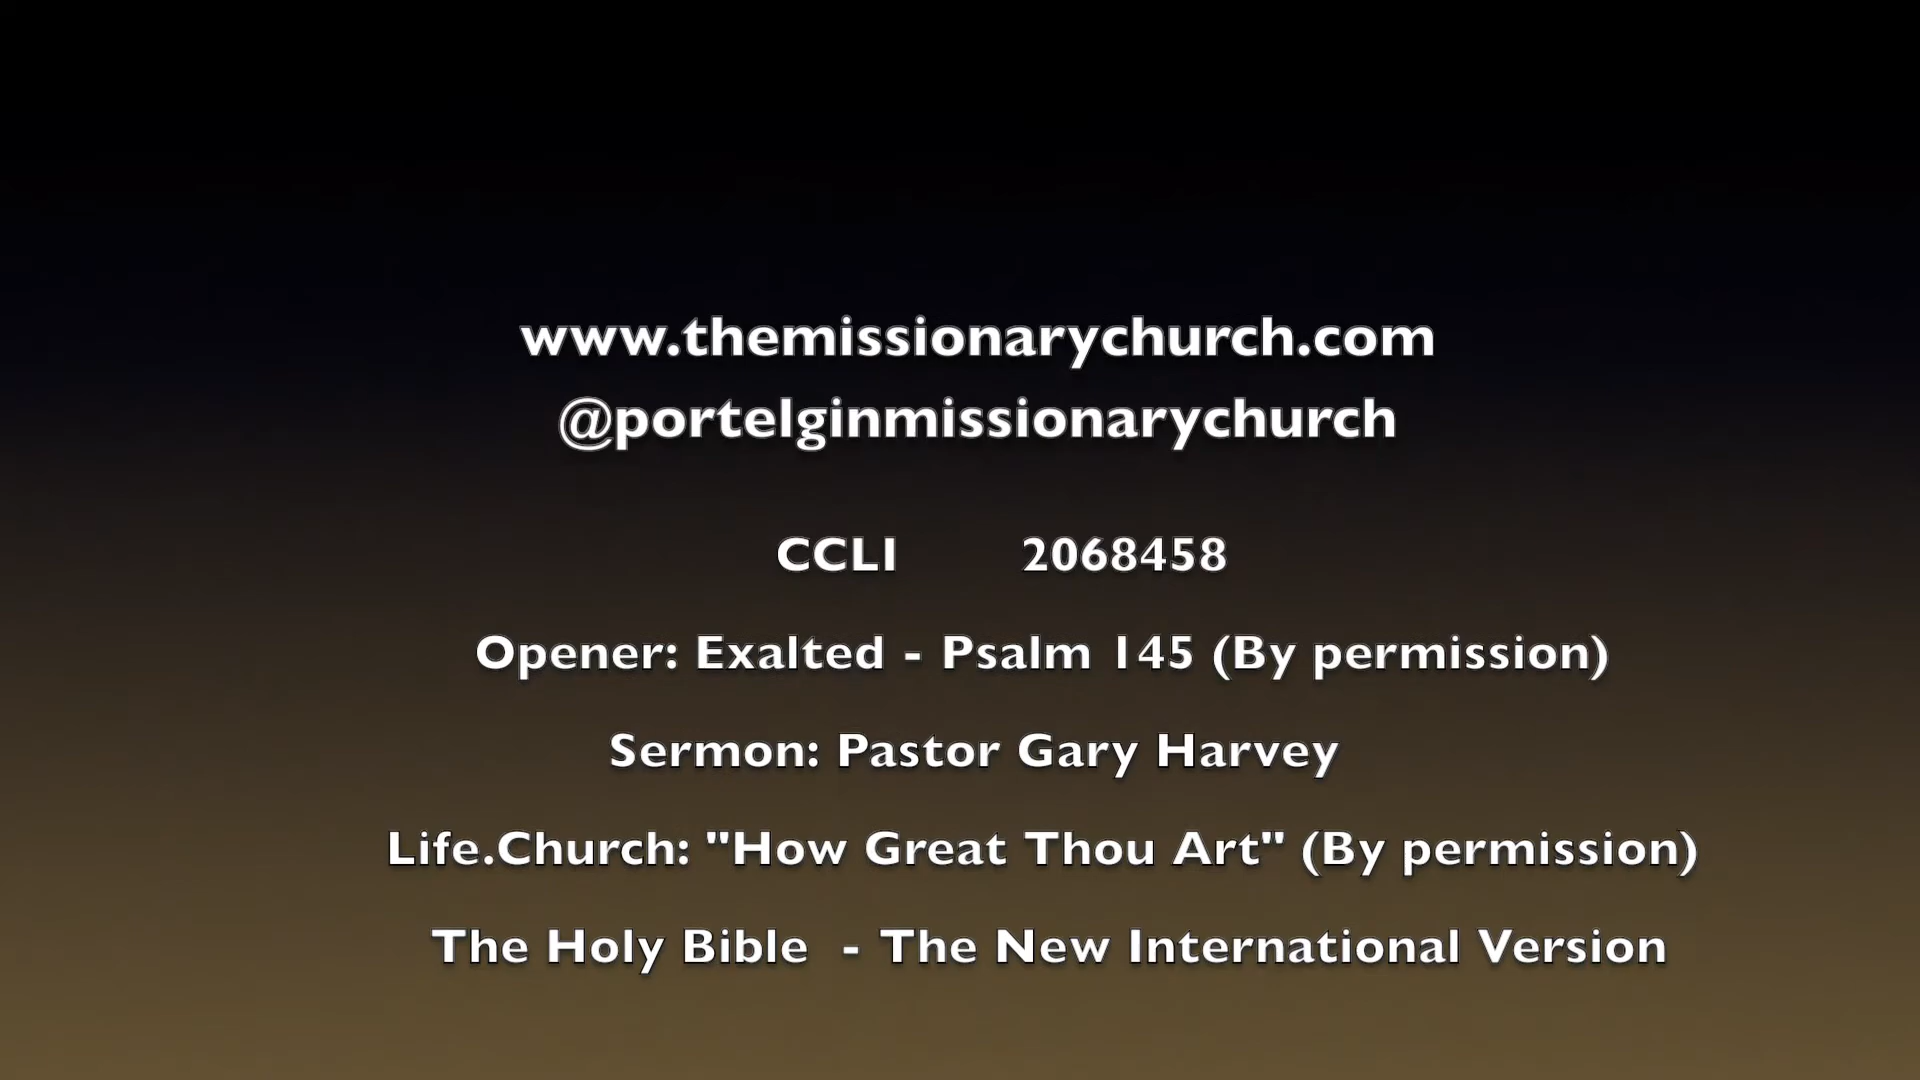 www.themissionarychurch.com
@portelginmissionarychurch
CCLI 2068458
Opener: Exalted - Psalm 145 (By permission)
Sermon: Pastor Gary Harvey
Life.Church: "How Great Thou Art" (By permission)
The Holy Bible - The New International Version